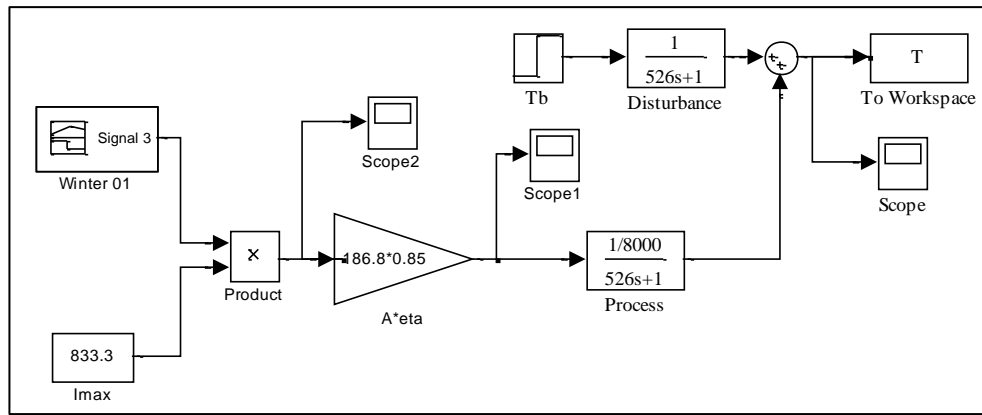 Signal 3
Winter 01
833.3
Imax
×
Product
Scope2
186.8*0.85
A*eta
Scope1
Tb
1
526s+1
Disturbance
1/8000
526s+1
Process
+
+
T
To Workspace
Scope